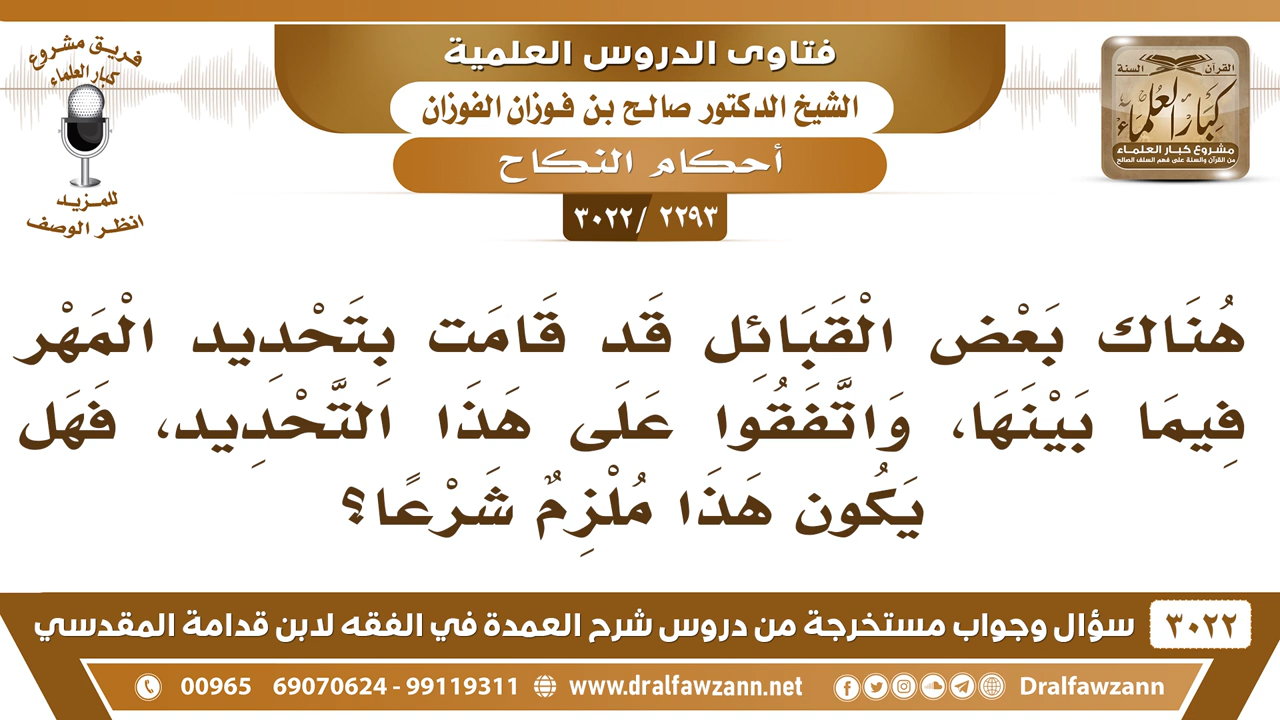 فتاوى الدروس العلمية
الشيخ الدكتور صالح بن فوزان الفوزان
أحكام النكاح
٢٢٩٣ / ٣٠٢٢
فريق مشروع
كبار العلماء
للمزيد
انظر الوصف
القرآن السنة
كبار العلماء
مشروع كبار العلماء
من القرآن والسنة على فهم السلف الصالح
هُنَاك بَعْض الْقَبَائِل قَد قَامَت بِتَحْدِيد الْمَهْر
فِيمَا بَيْنَهَا، وَاتَّفَقُوا عَلَى هَذَا التَّحْدِيد، فَهَل
يَكُون هَذَا مُلْزِمٌ شَرْعًا؟
٣٠٢٢ سؤال وجواب مستخرجة من دروس شرح العمدة في الفقه لابن قدامة المقدسي
00965 69070624 - 99119311 www.dralfawzann.net Dralfawzann